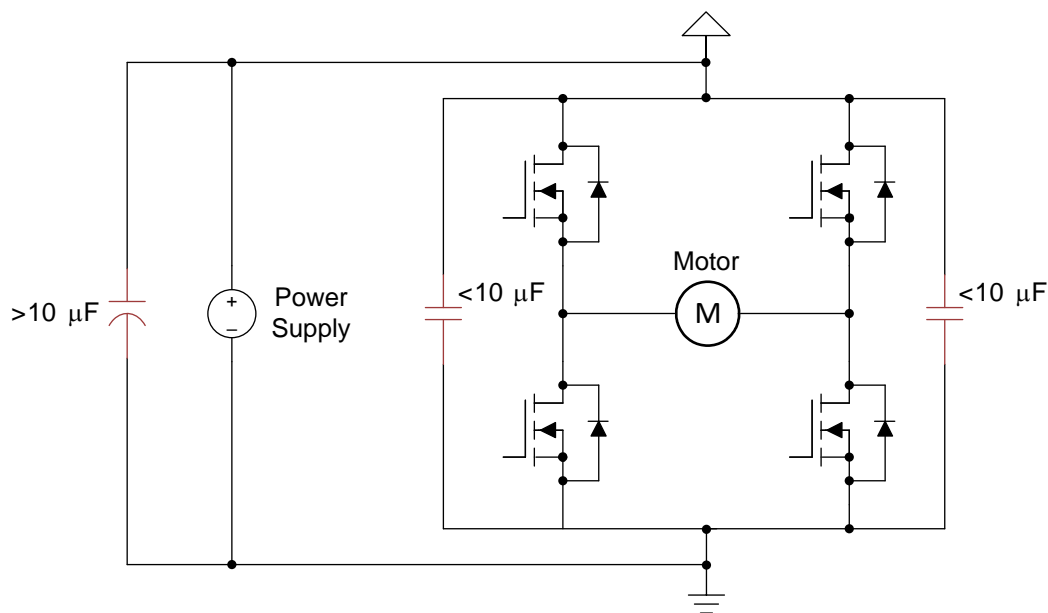 Motor
>10 μF
+
−
Power
Supply
<10 μF
M
<10 μF